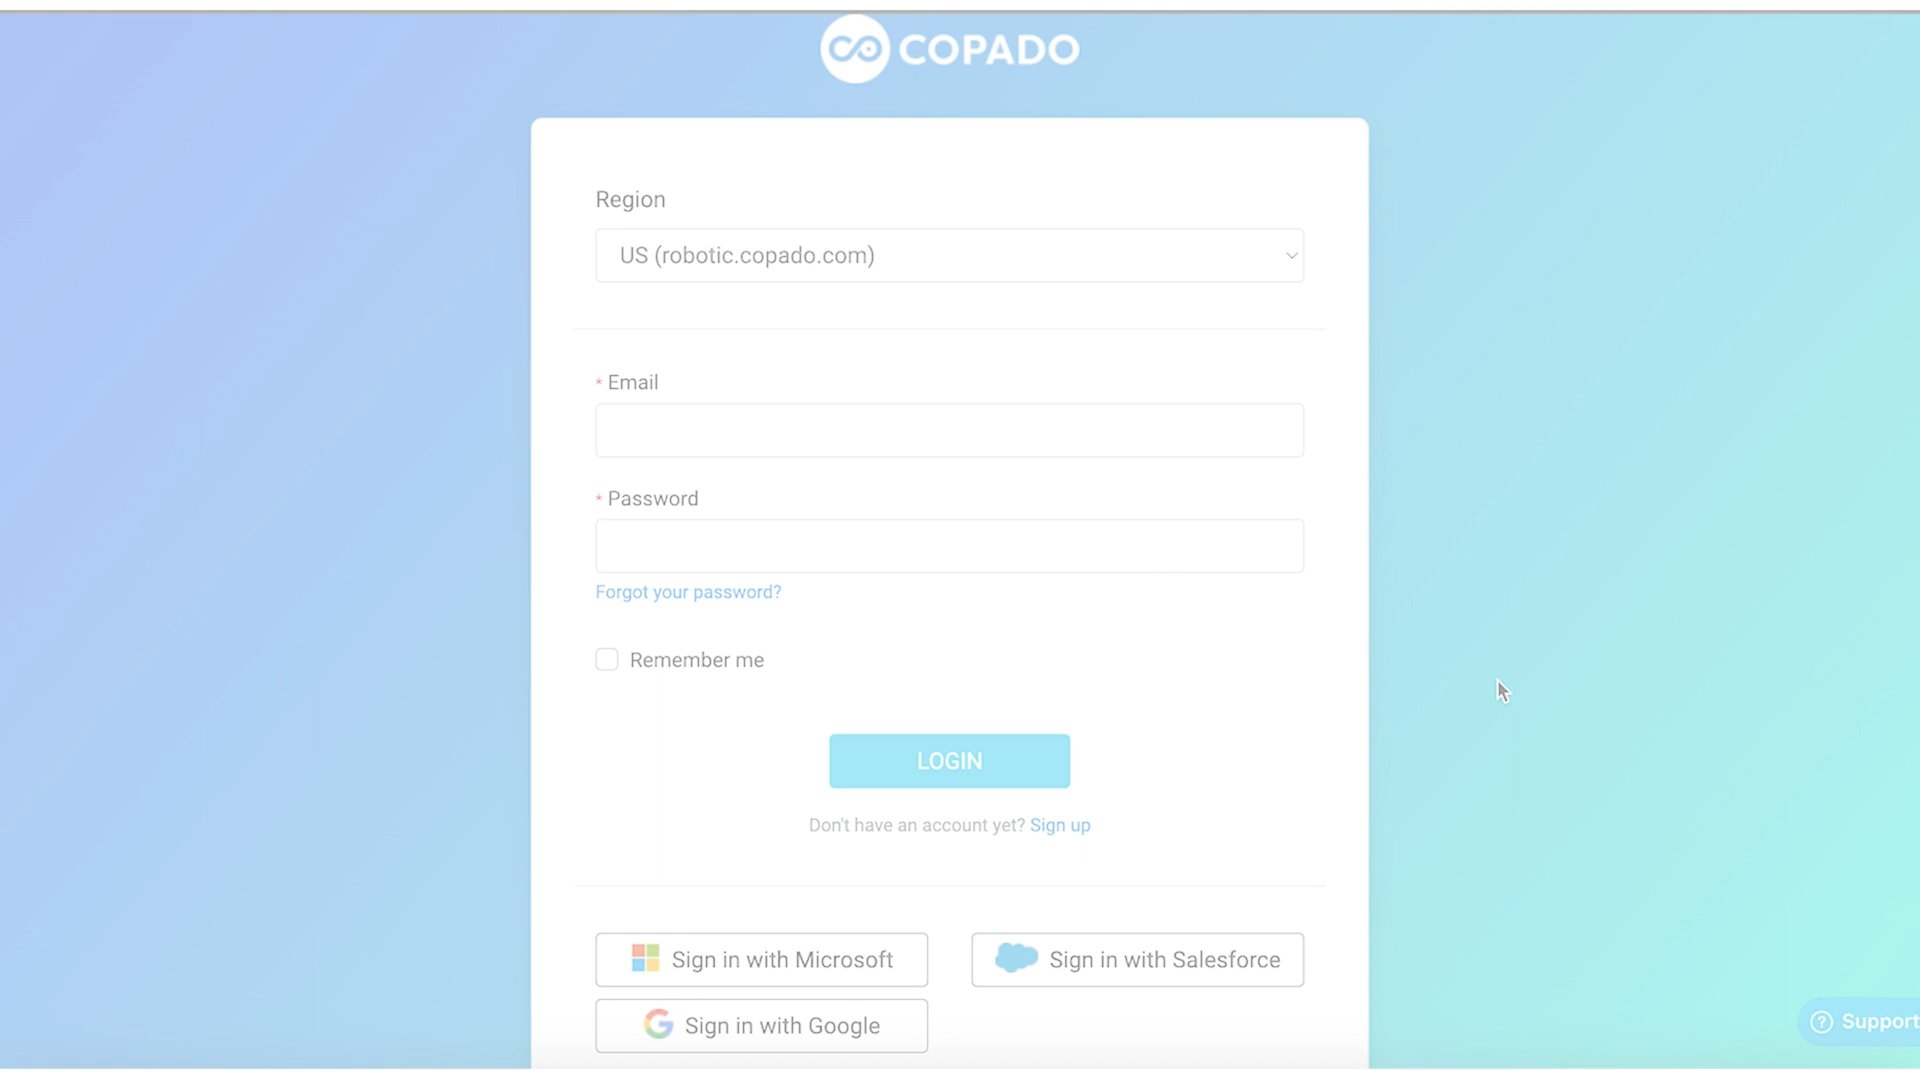 COPADO
Region
US (robotic.copado.com)
* Email
* Password
Forgot your password?
Remember me
LOGIN
Don't have an account yet? Sign up
Sign in with Microsoft
Sign in with Salesforce
Sign in with Google
Support